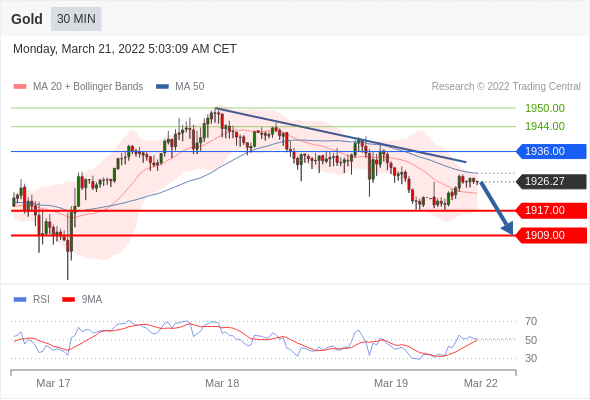 Gold 30 MIN
Monday, March 21, 2022 5:03:09 AM CET
MA 20 + Bollinger Bands MA 50 Research © 2022 Trading Central
1950.00
1944.00
1936.00
1926.27
1917.00
1909.00
RSI 9MA
70
50
30
Mar 17 Mar 18 Mar 19 Mar 22